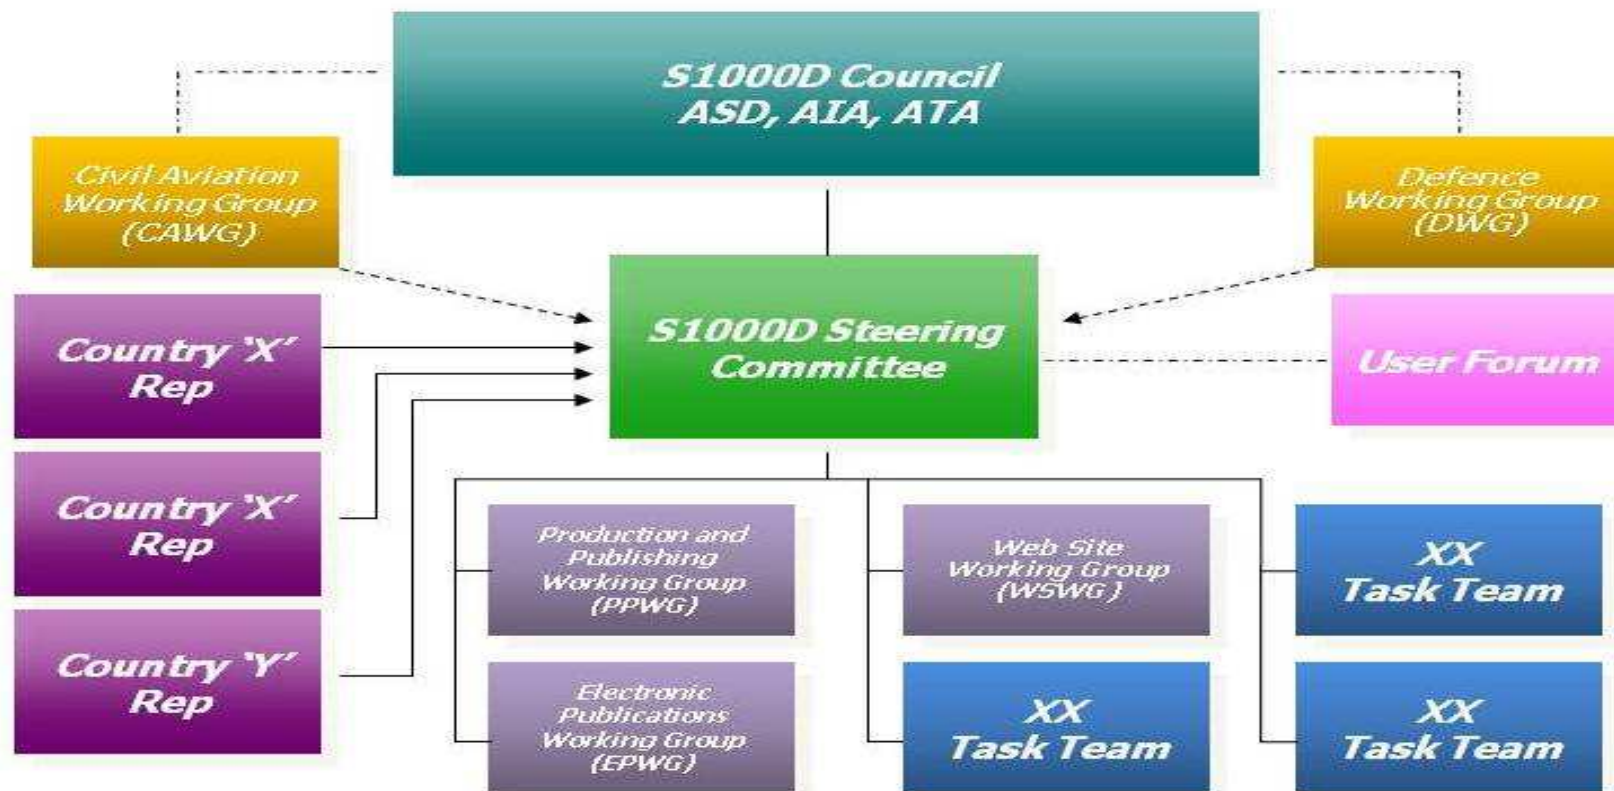 S1000D Council
ASD, AIA, ATA
Civil Aviation
Working Group
(CAWG)
Defence
Working Group
(DWG)
Country ‘X’
Rep
S1000D Steering
Committee
User Forum
Country ‘X’
Rep
Production and
Publishing
Working Group
(PPWG)
Web Site
Working Group
(WSWG)
XX
Task Team
Country ‘Y’
Rep
Electronic
Publications
Working Group
(EPWG)
XX
Task Team
XX
Task Team